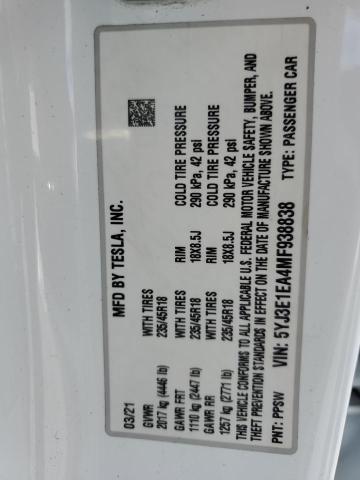 MFD BY TESLA, INC.
03/21
GVWR WITH TIRES RIM COLD TIRE PRESSURE
2017 kg (4446 lb) 235/45R18 18X8.5J 290 kPa, 42 psi
GAWR FRT WITH TIRES RIM COLD TIRE PRESSURE
1110 kg (2447 lb) 235/45R18 18X8.5J 290 kPa, 42 psi
GAWR RR
1257 kg (2771 lb) 235/45R18
THIS VEHICLE CONFORMS TO ALL APPLICABLE U.S. FEDERAL MOTOR VEHICLE SAFETY, BUMPER, AND
THEFT PREVENTION STANDARDS IN EFFECT ON THE DATE OF MANUFACTURE SHOWN ABOVE.
PNT: PPSW VIN: 5YJ3E1EA4MF938838 TYPE: PASSENGER CAR